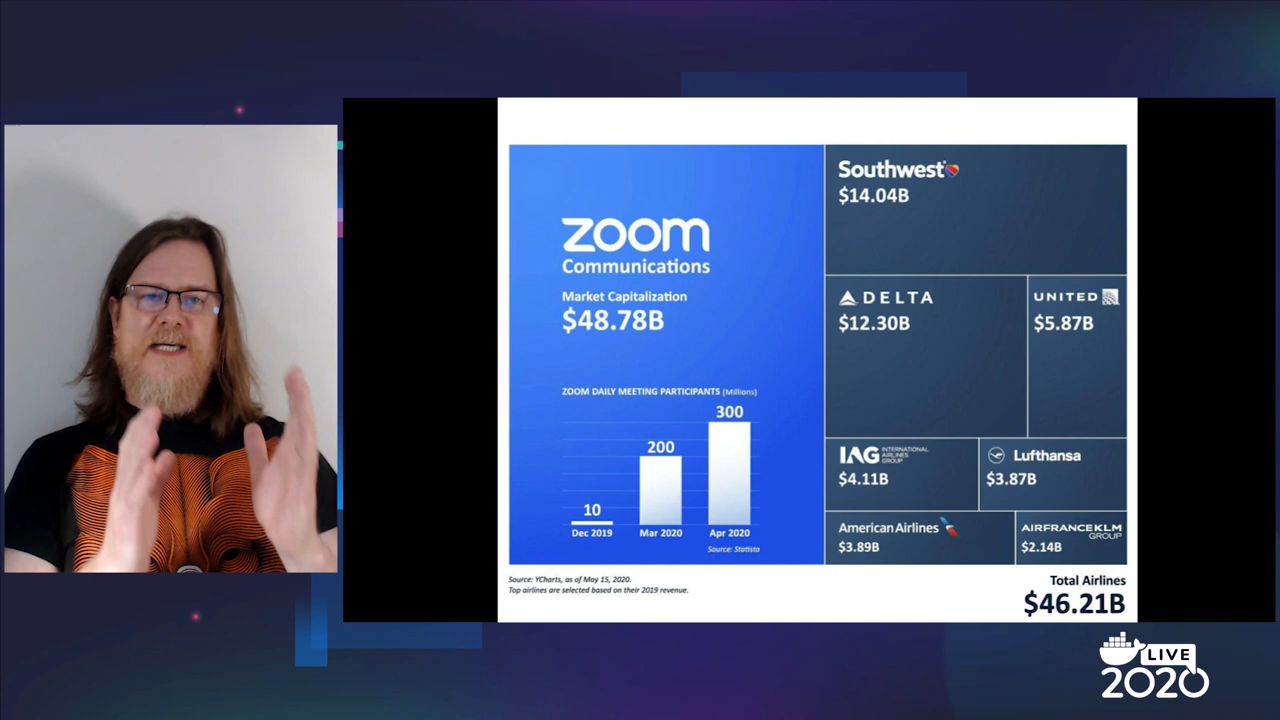 zoom
Communications
Market Capitalization
$48.78B
ZOOM DAILY MEETING PARTICIPANTS (Millions)
10
200
300
Dec 2019
Mar 2020
Apr 2020
Source: Statista
Southwest
$14.04B
DELTA
$12.30B
UNITED
$5.87B
IAG INTERNATIONAL
AIRLINES
GROUP
$4.11B
Lufthansa
$3.87B
American Airlines
$3.89B
AIRFRANCEKLM
GROUP
$2.14B
Source: YCharts, as of May 15, 2020.
Top airlines are selected based on their 2019 revenue.
Total Airlines
$46.21B
LIVE
2020